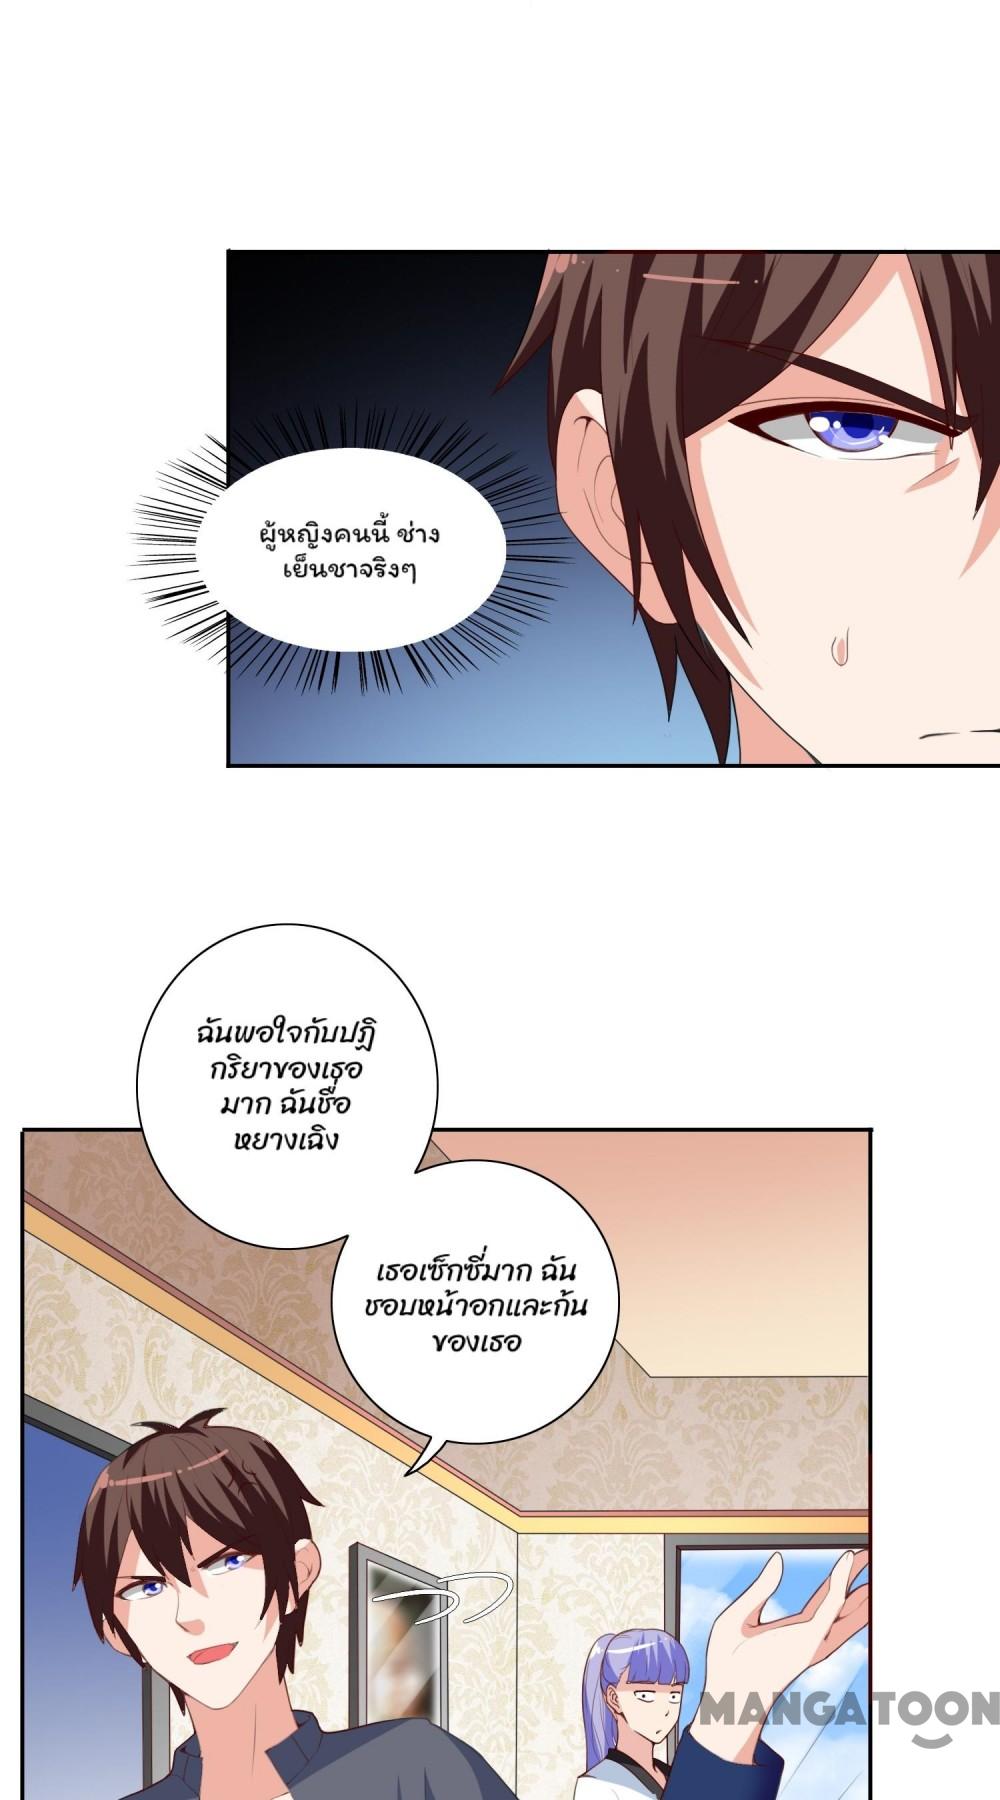 ผู้หญิงคนนี้ ช่าง
เย็นชาจริงๆ
ฉันพอใจกับปฏิ
กริยาของเธอ
มาก ฉันชื่อ
หยางเฉิง
เธอเซ็กซี่มาก ฉัน
ชอบหน้าอกและก้น
ของเธอ
MANGATOON